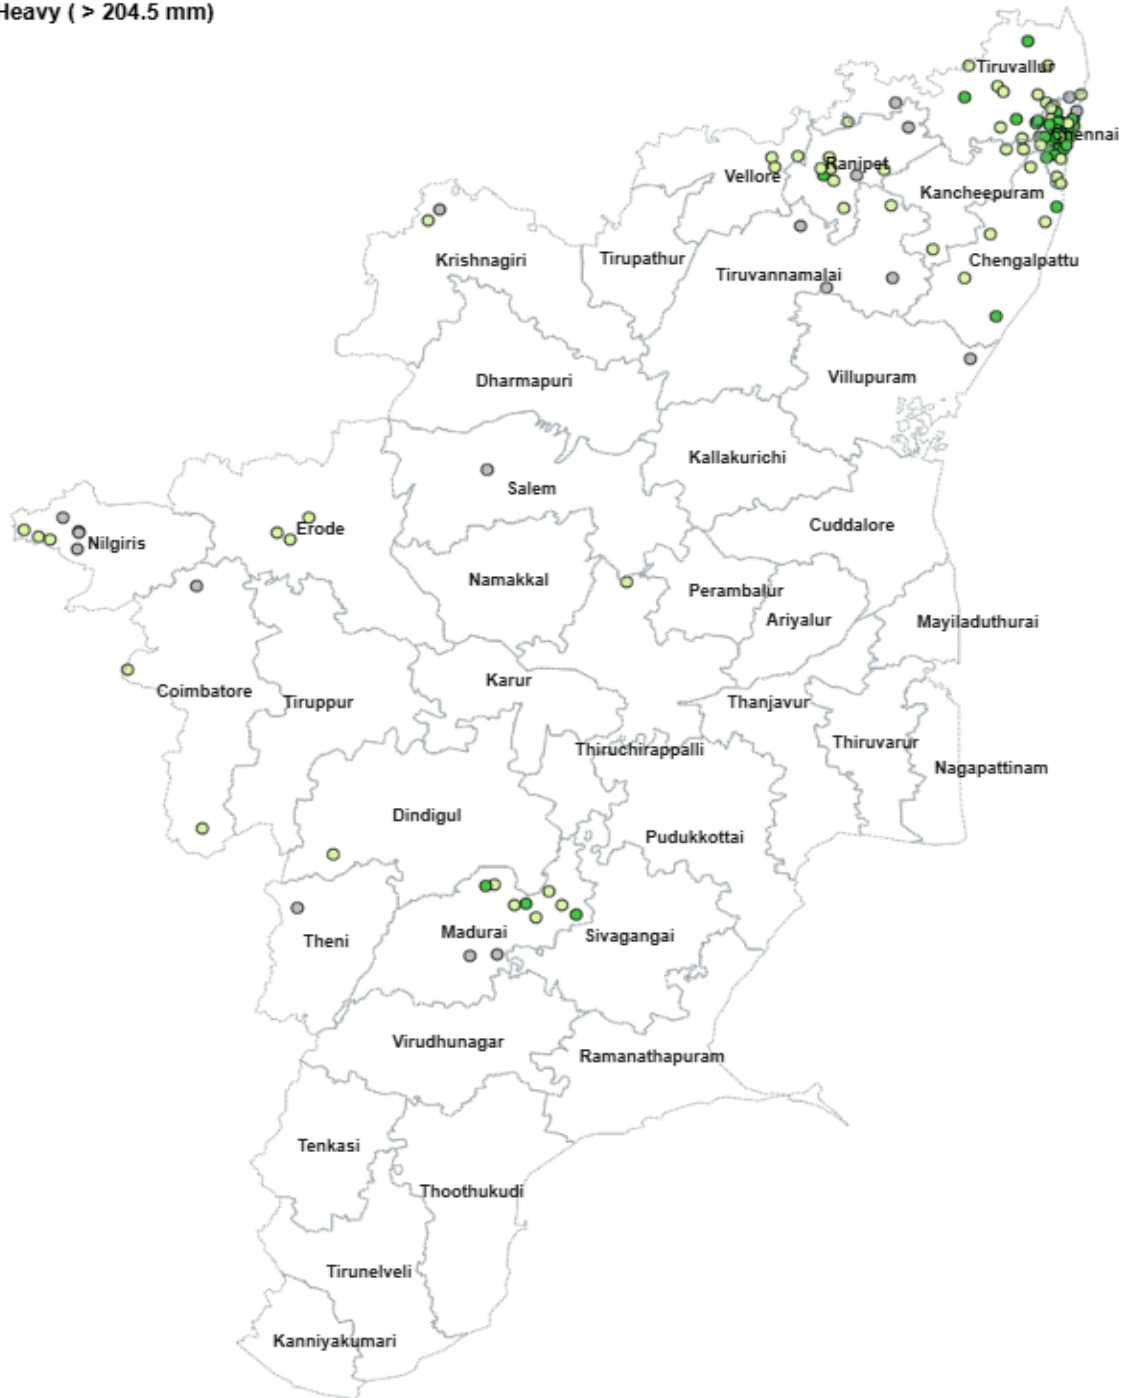 Heavy ( > 204.5 mm)
Tiruvallur
Chennai
Ranipet
Vellore
Kancheepuram
Krishnagiri
Tirupathur
Chengalpattu
Tiruvannamalai
Dharmapuri
Villupuram
Kallakurichi
Salem
Cuddalore
Erode
Nilgiris
Namakkal
Perambalur
Ariyalur
Mayiladuthurai
Karur
Coimbatore
Tiruppur
Thanjavur
Thiruvarur
Thiruchirappalli
Nagapattinam
Dindigul
Pudukkottai
Madurai
Sivagangai
Theni
Virudhunagar
Ramanathapuram
Tenkasi
Thoothukudi
Tirunelveli
Kanniyakumari